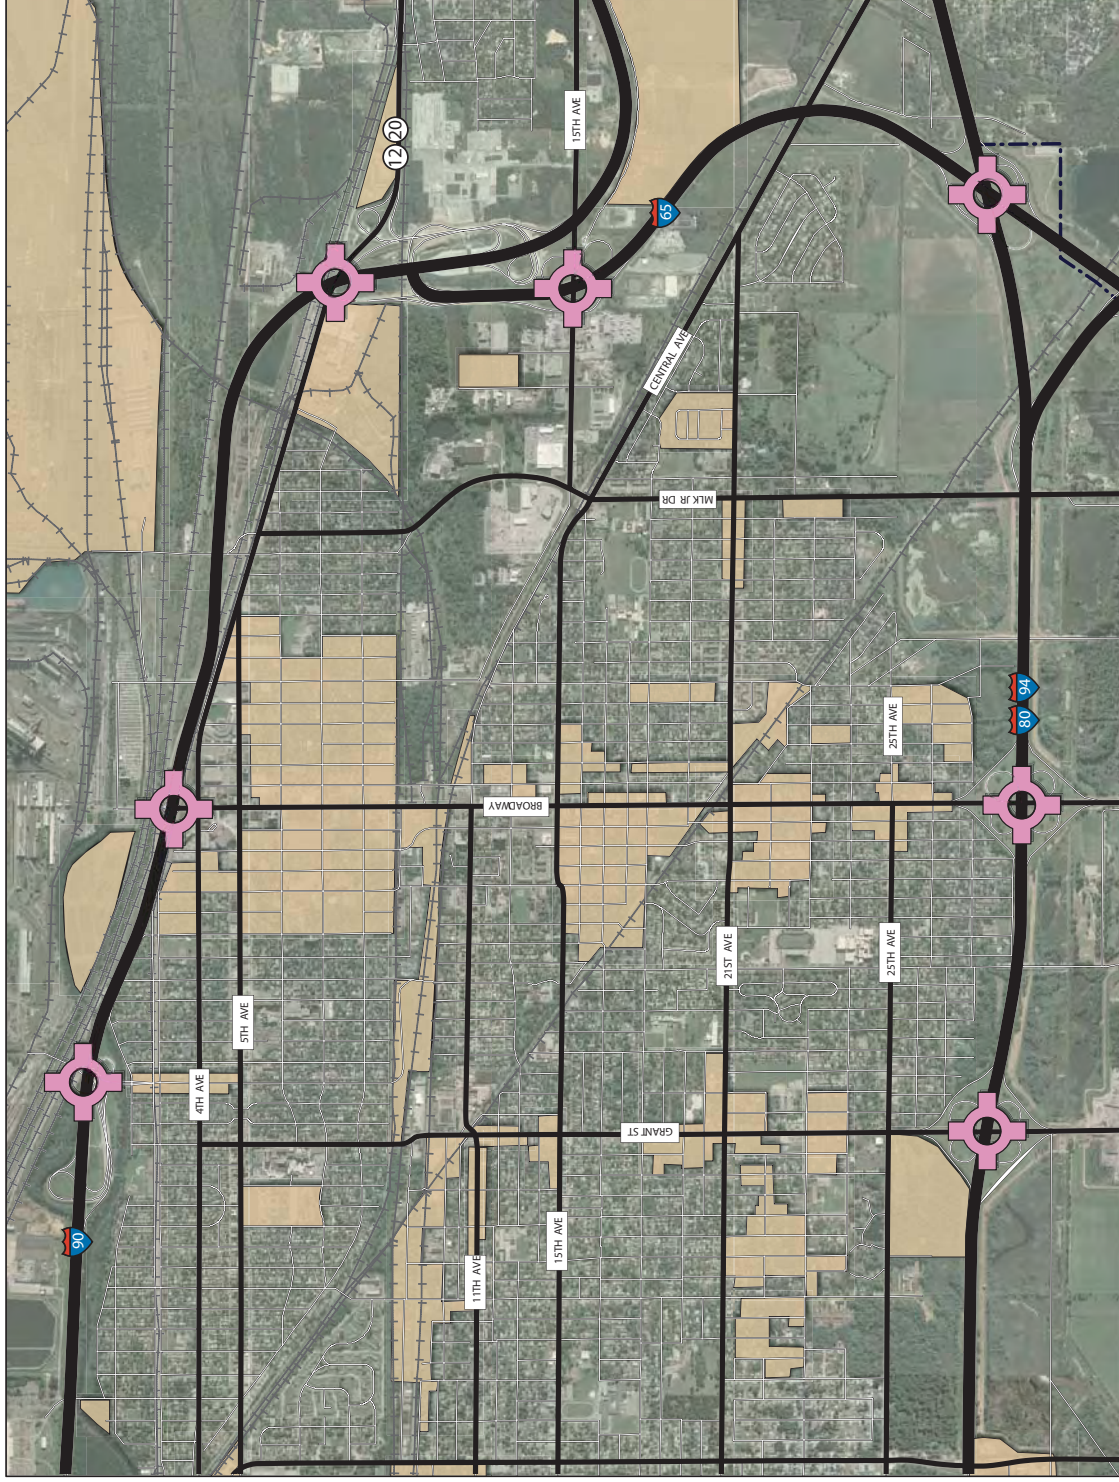 12 20
15TH AVE
65
CENTRAL AVE
MLK JR DR
94
80
25TH AVE
BROADWAY
21ST AVE
25TH AVE
5TH AVE
4TH AVE
GRANT ST
90
15TH AVE
11TH AVE